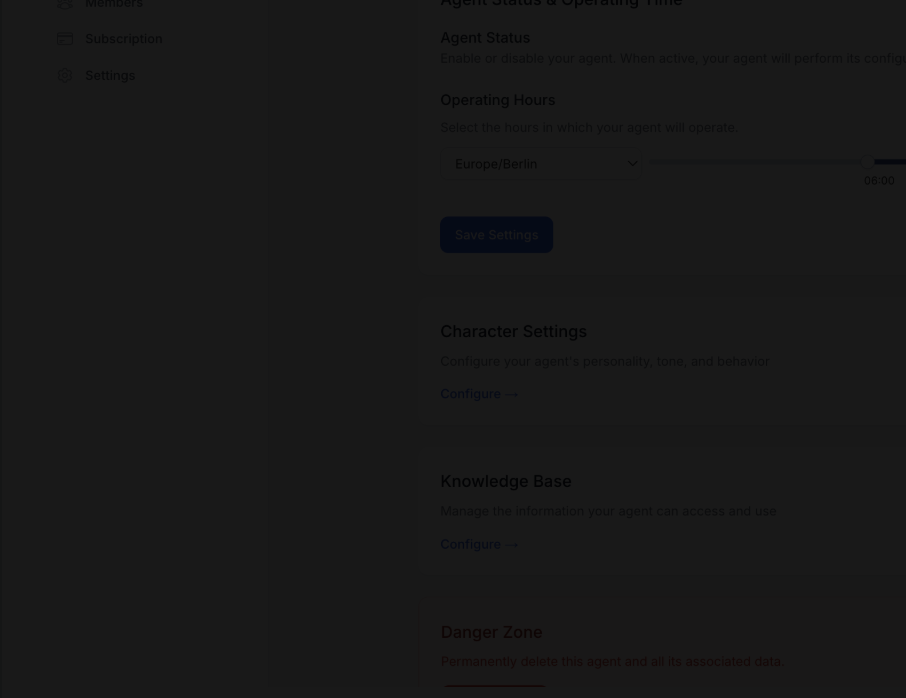 Members
Subscription
Settings
Agent Status & Operating Time
Agent Status
Enable or disable your agent. When active, your agent will perform its
Operating Hours
Select the hours in which your agent will operate.
Europe/Berlin
06:00
Save Settings
Character Settings
Configure your agent's personality, tone, and behavior
Configure →
Knowledge Base
Manage the information your agent can access and use
Configure →
Danger Zone
Permanently delete this agent and all its associated data.